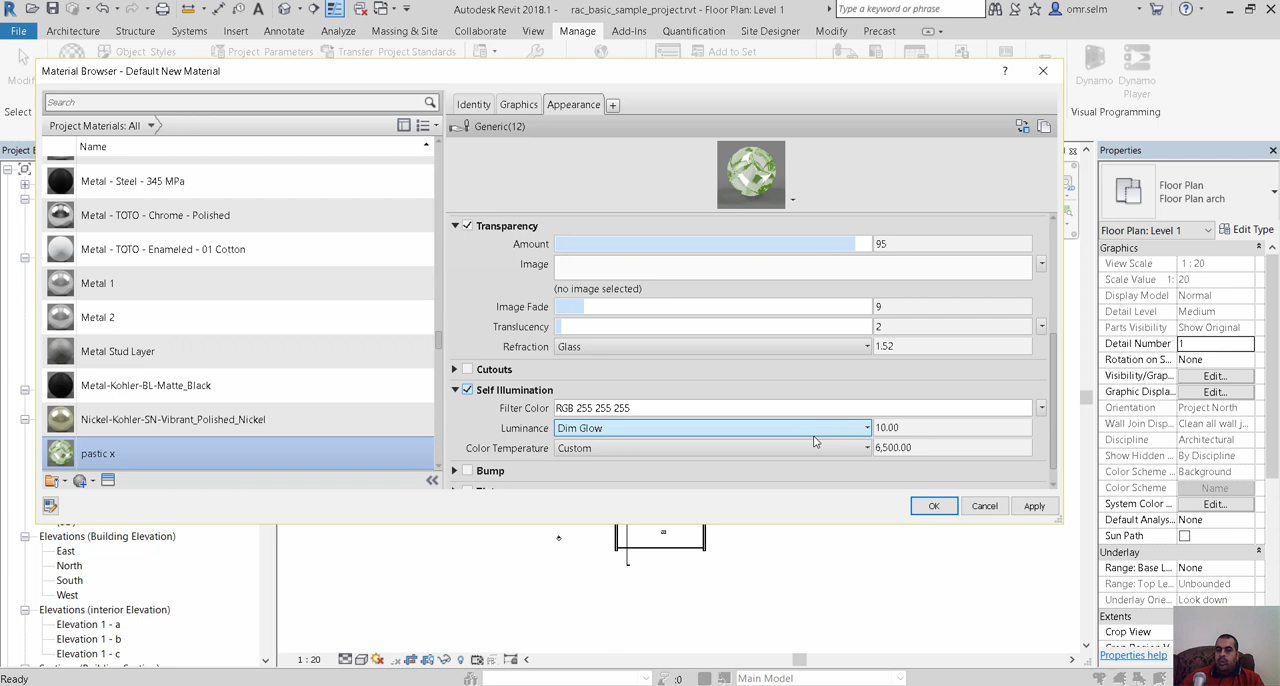 Autodesk Revit 2018.1 - rac_basic_sample_project.rvt - Floor Plan: Level 1
Type a keyword or phrase
omr.selm
File Architecture Structure Systems Insert Annotate Analyze Massing & Site Collaborate View Manage Add-Ins Quantification Site Designer Modify Precast
Object Styles
Project Parameters
Transfer Project Standards
Add to Set
Select
Dynamo
Dynamo Player
Visual Programming
Material Browser - Default New Material
?
Search
Project Materials: All
Name
Metal - Steel - 345 MPa
Metal - TOTO - Chrome - Polished
Metal - TOTO - Enameled - 01 Cotton
Metal 1
Metal 2
Metal Stud Layer
Metal-Kohler-BL-Matte_Black
Nickel-Kohler-SN-Vibrant_Polished_Nickel
pastic x
Identity Graphics Appearance +
Generic(12)
Transparency
Amount 95
Image
(no image selected)
Image Fade 9
Translucency 2
Refraction Glass 1.52
Cutouts
Self Illumination
Filter Color RGB 255 255 255
Luminance Dim Glow 10.00
Color Temperature Custom 6,500.00
Bump
OK Cancel Apply
Elevations (Building Elevation)
East
North
South
West
Elevations (interior Elevation)
Elevation 1 - a
Elevation 1 - b
Elevation 1 - c
1 : 20
Ready
:0
Main Model
Properties
Floor Plan
Floor Plan arch
Floor Plan: Level 1 Edit Type
Graphics
View Scale 1 : 20
Scale Value 1: 20
Display Model Normal
Detail Level Medium
Parts Visibility Show Original
Detail Number 1
Rotation on S... None
Visibility/Grap... Edit...
Graphic Displa... Edit...
Orientation Project North
Wall Join Disp... Clean all wall j...
Discipline Architectural
Show Hidden ... By Discipline
Color Scheme ... Background
Color Scheme Name
System Color ... Edit...
Default Analys... None
Sun Path
Underlay
Range: Base L... None
Range: Top Le... Unbounded
Underlay Orie... Look down
Extents
Crop View
Properties help